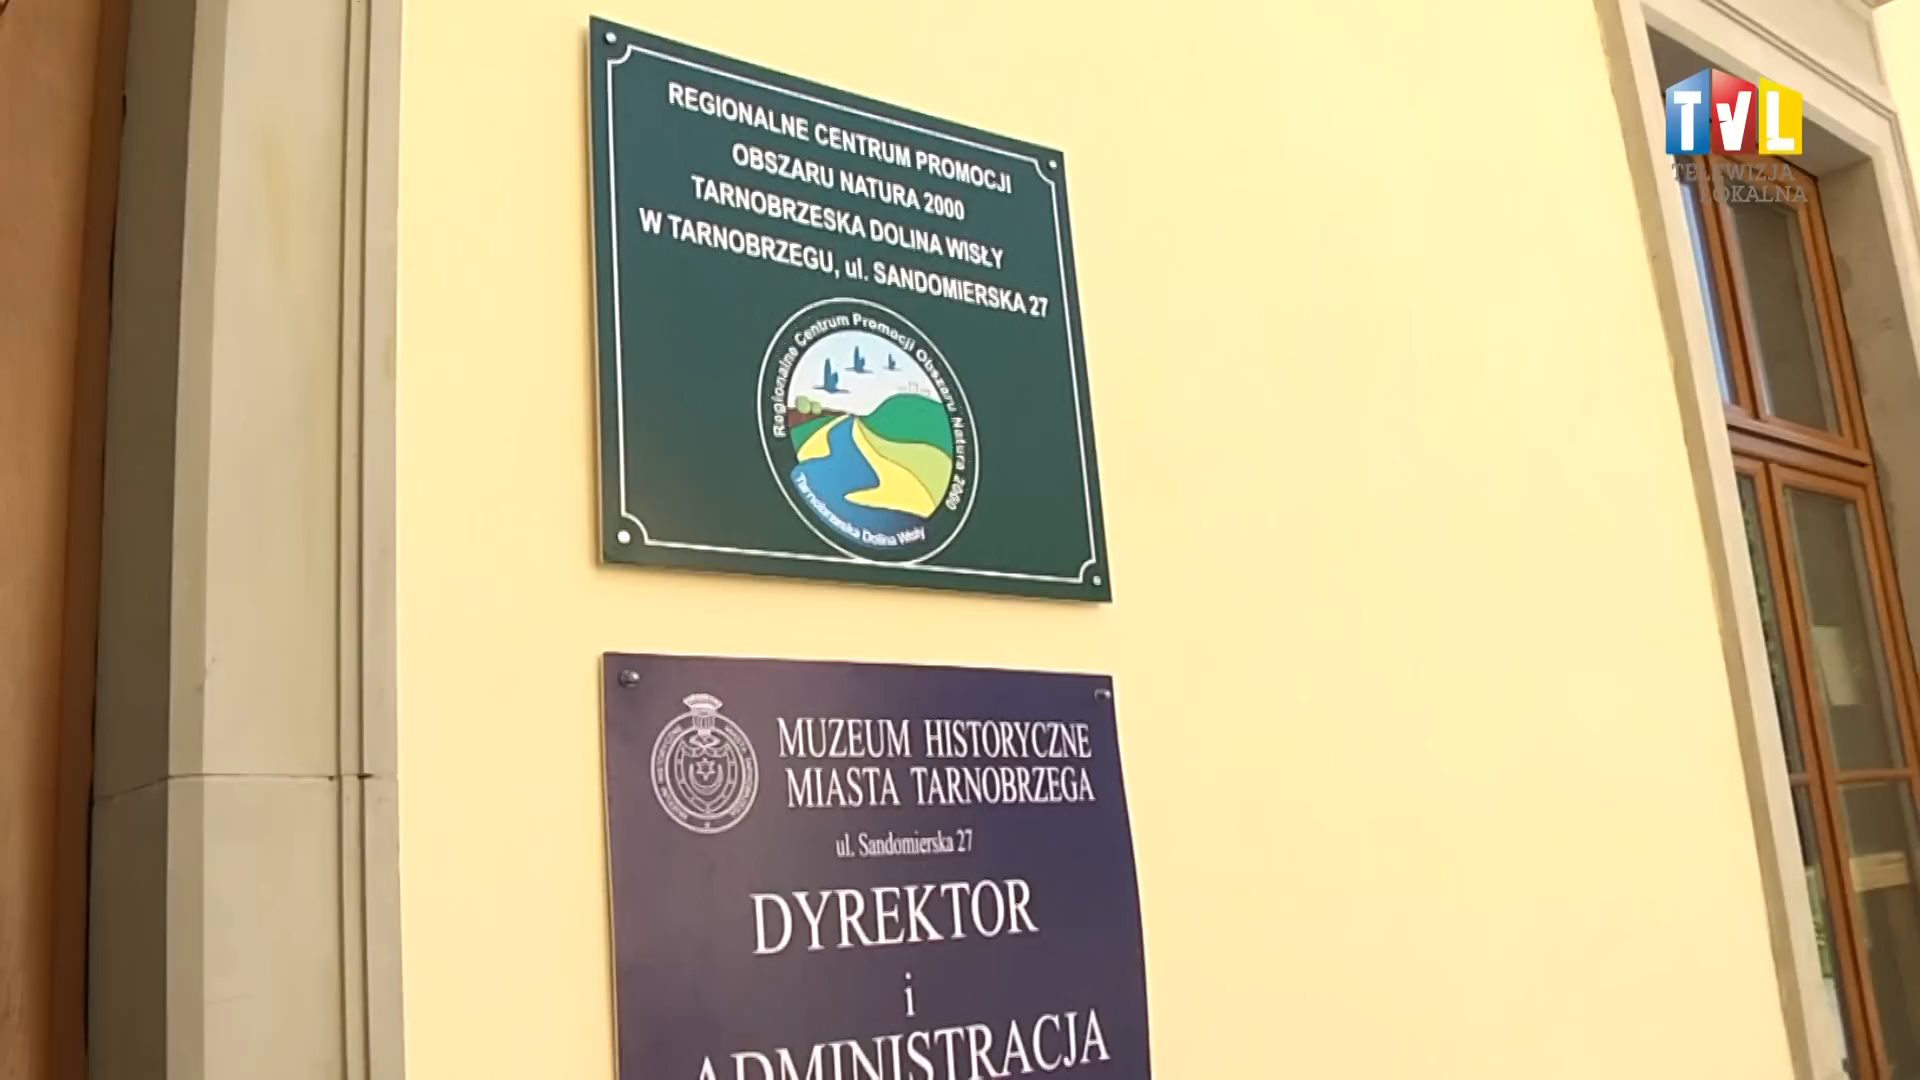 REGIONALNE CENTRUM PROMOCJI
OBSZARU NATURA 2000
TARNOBRZESKA DOLINA WISŁY
W TARNOBRZEGU, ul. SANDOMIERSKA 27
Regionalne Centrum Promocji Obszaru Natura 2000
Tarnobrzeska Dolina Wisły
MUZEUM HISTORYCZNE
MIASTA TARNOBRZEGA
ul. Sandomierska 27
DYREKTOR
i
ADMINISTRACJA
TVL
TELEWIZJA
LOKALNA